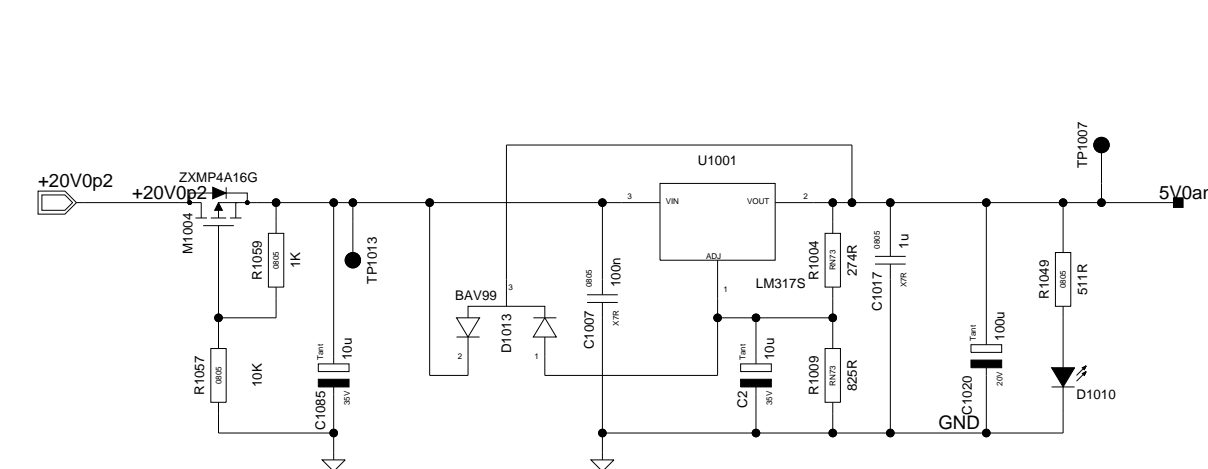 +20V0p2
+20V0p2
ZXMP4A16G
M1004
R1059
0805
1K
TP1013
R1057
0805
10K
C1085
Tant
10u
35V
BAV99
D1013
3
2
1
C1007
0805
100n
X7R
U1001
3
VIN
VOUT
2
ADJ
1
LM317S
R1004
RN73
274R
C2
Tant
10u
35V
R1009
RN73
825R
C1017
0805
1u
X7R
C1020
Tant
100u
20V
GND
R1049
0805
511R
D1010
TP1007
5V0ar